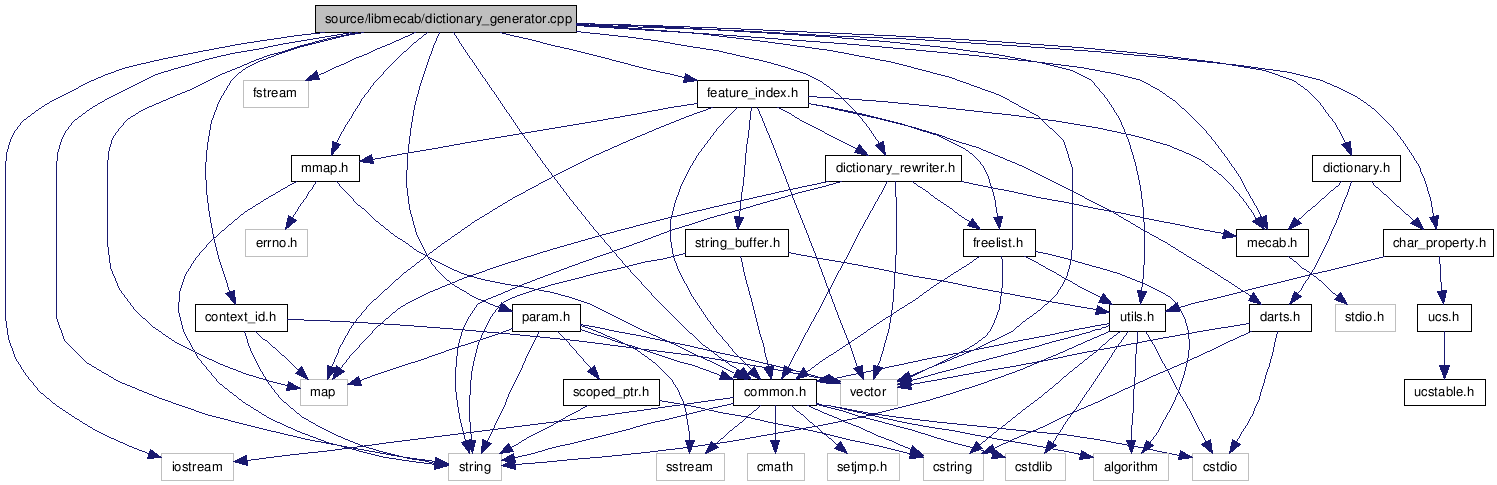 source/libmecab/dictionary_generator.cpp
fstream
feature_index.h
mmap.h
dictionary_rewriter.h
dictionary.h
errno.h
string_buffer.h
freelist.h
mecab.h
char_property.h
context_id.h
param.h
utils.h
darts.h
stdio.h
ucs.h
map
scoped_ptr.h
common.h
vector
ucstable.h
iostream
string
sstream
cmath
setjmp.h
cstring
cstdlib
algorithm
cstdio